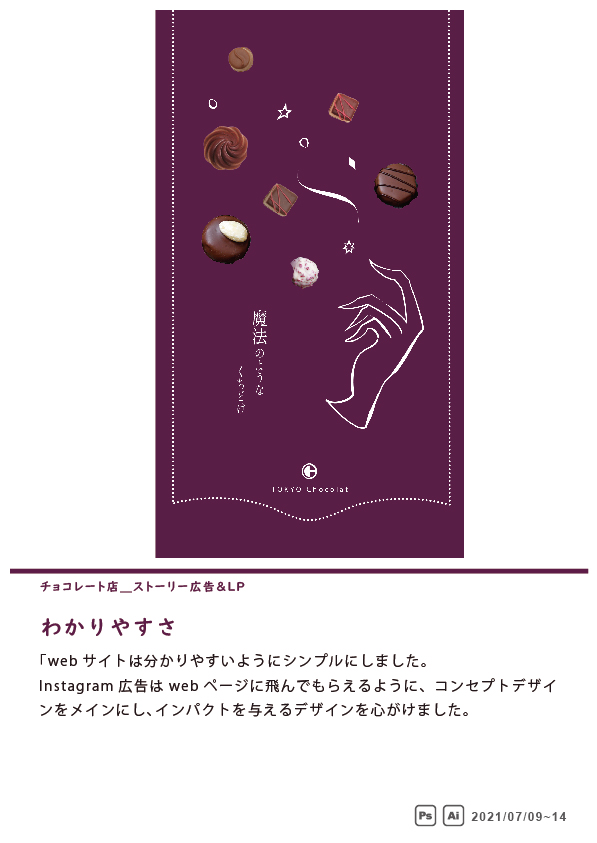 魔法のような
くちどけ
TOKYO Chocolat
チョコレート店__ストーリー広告&LP
わかりやすさ
「web サイトは分かりやすいようにシンプルにしました。
Instagram 広告は web ページに飛んでもらえるように、コンセプトデザイ
ンをメインにし、インパクトを与えるデザインを心がけました。
Ps Ai 2021/07/09~14